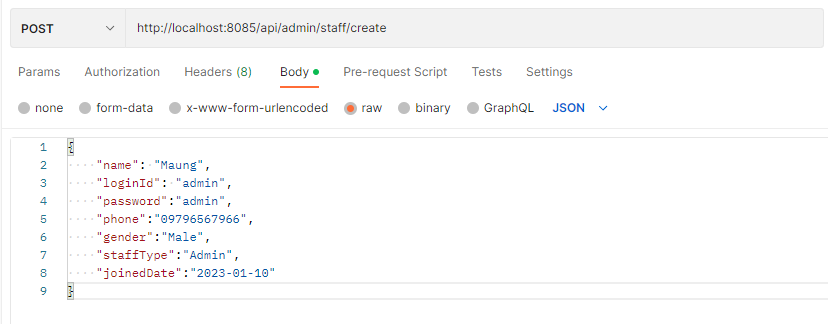 POST http://localhost:8085/api/admin/staff/create
Params Authorization Headers (8) Body Pre-request Script Tests Settings
none form-data x-www-form-urlencoded raw binary GraphQL JSON
1 {
2 "name": "Maung",
3 "loginId": "admin",
4 "password":"admin",
5 "phone":"09796567966",
6 "gender":"Male",
7 "staffType":"Admin",
8 "joinedDate":"2023-01-10"
9 }